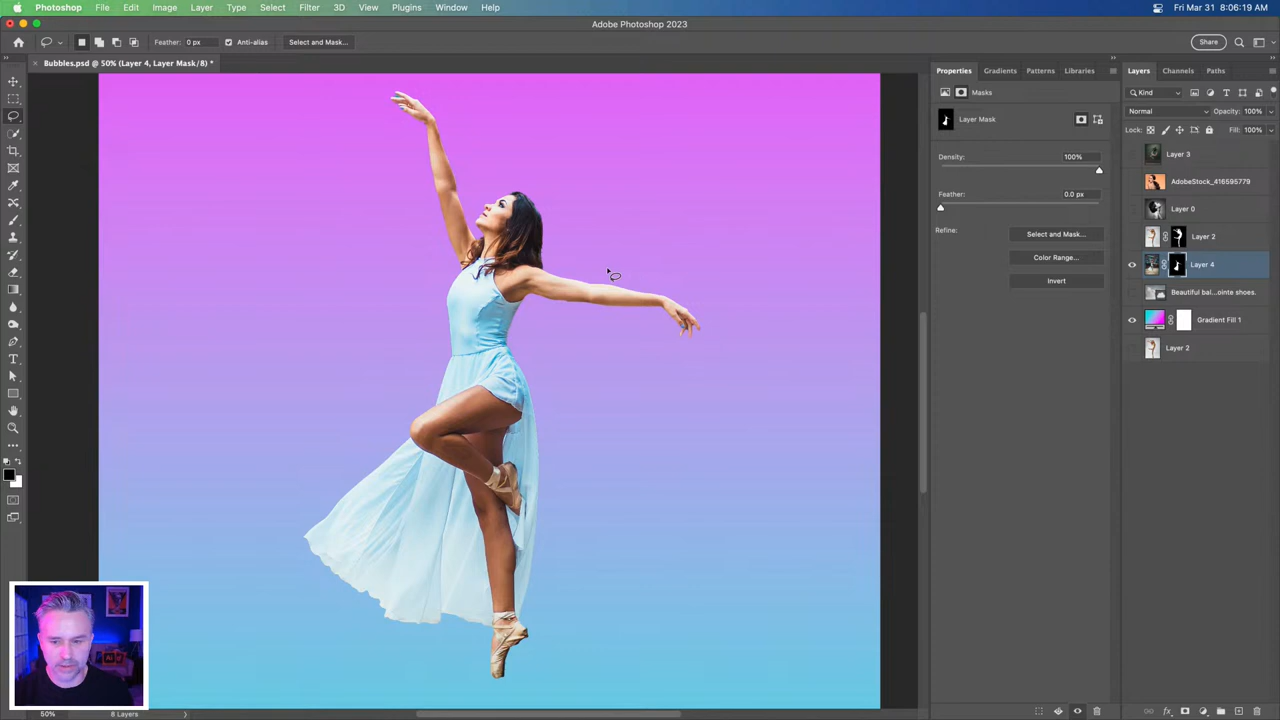 Photoshop File Edit Image Layer Type Select Filter 3D View Plugins Window Help Fri Mar 31 8:06:19 AM
Adobe Photoshop 2023
Feather: 0 px Anti-alias Select and Mask... Share
Bubbles.psd @ 50% (Layer 4, Layer Mask/8) *
Properties Gradients Patterns Libraries
Masks
Layer Mask
Density: 100%
Feather: 0.0 px
Refine: Select and Mask...
Color Range...
Invert
Layers Channels Paths
Kind
Normal Opacity: 100%
Lock: Fill: 100%
Layer 3
AdobeStock_416595779
Layer 0
Layer 2
Layer 4
Beautiful bal...ointe shoes.
Gradient Fill 1
Layer 2
50% 8 Layers